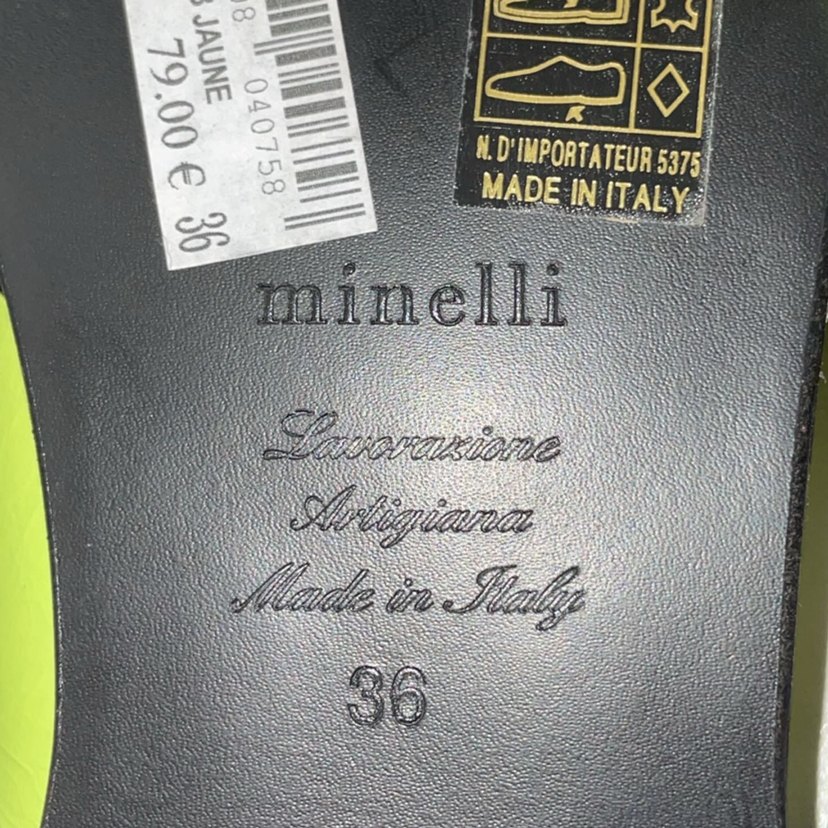 JAUNE
79.00 € 36
040758
N. D'IMPORTATEUR 5375
MADE IN ITALY
minelli
Lavorazione
Artigiana
Made in Italy
36